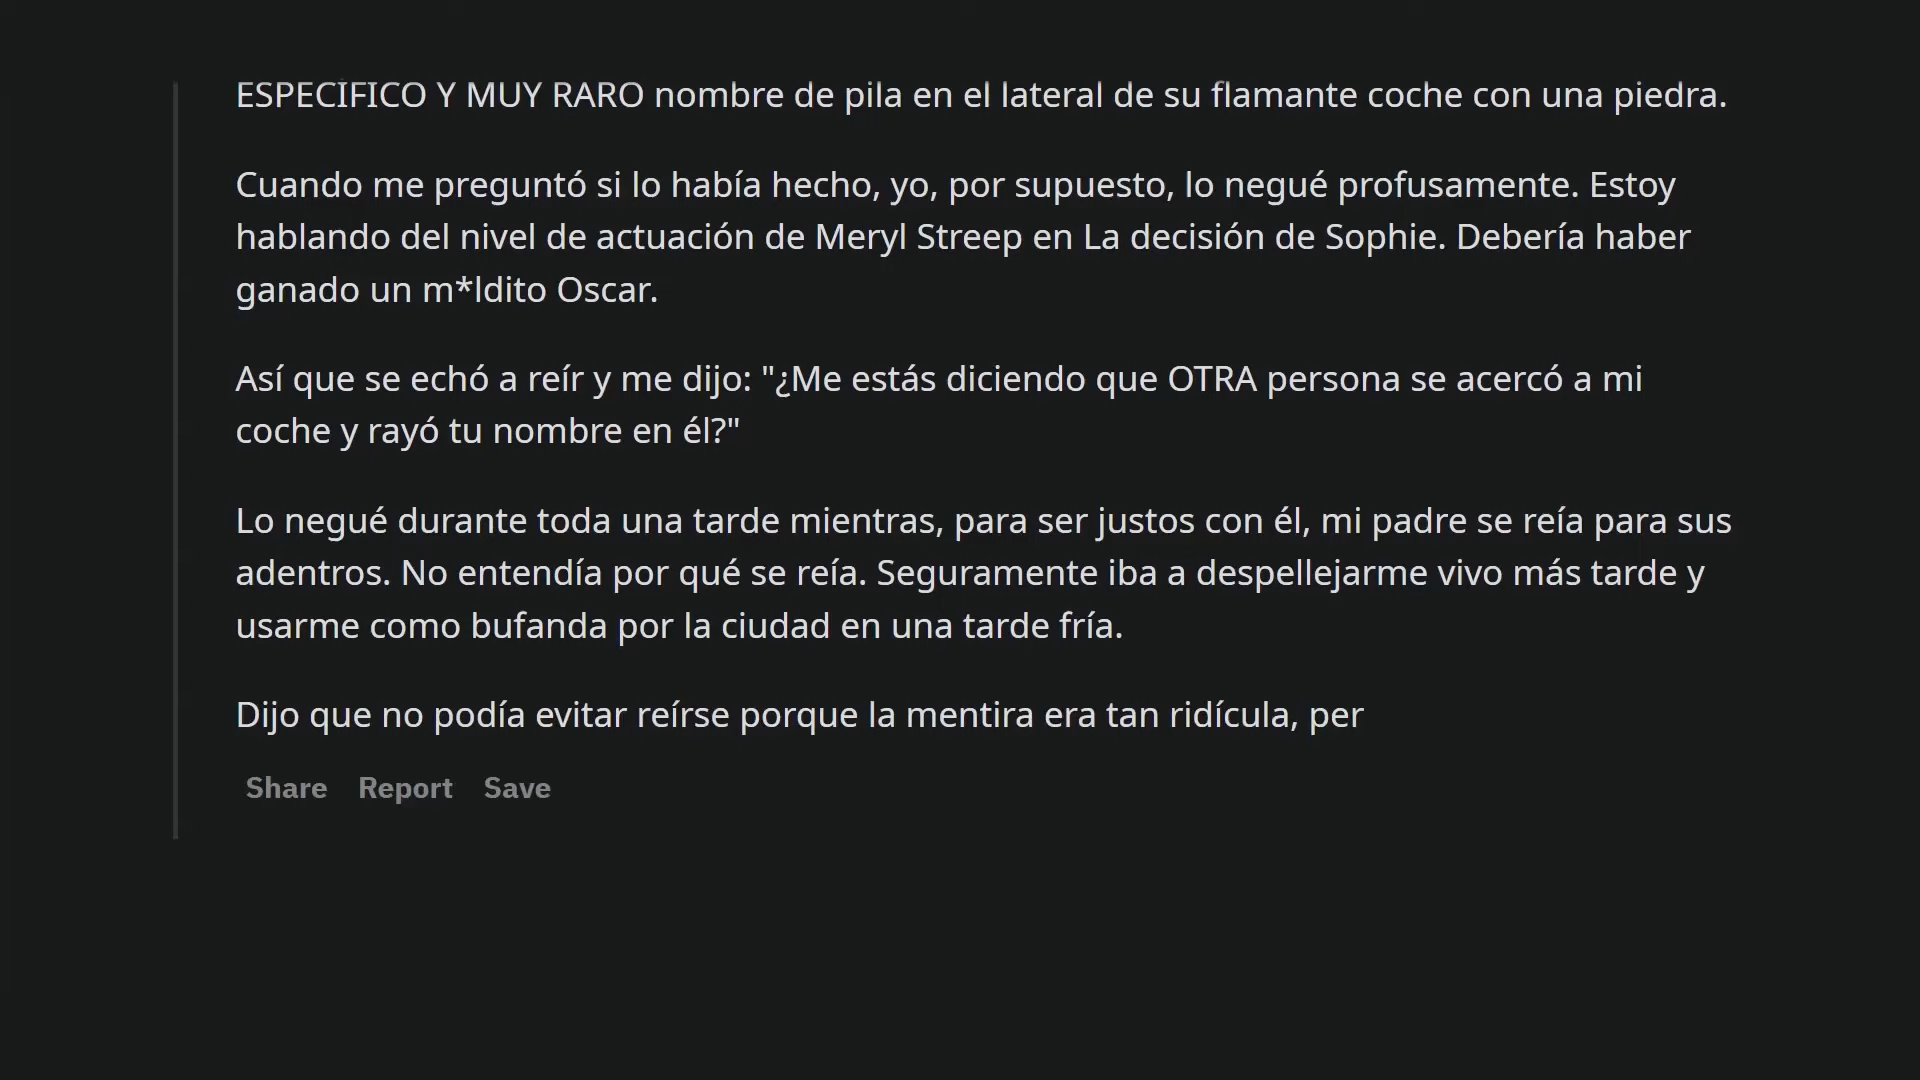 ESPECÍFICO Y MUY RARO nombre de pila en el lateral de su flamante coche con una piedra.
Cuando me preguntó si lo había hecho, yo, por supuesto, lo negué profusamente. Estoy
hablando del nivel de actuación de Meryl Streep en La decisión de Sophie. Debería haber
ganado un m*ldito Oscar.
Así que se echó a reír y me dijo: "¿Me estás diciendo que OTRA persona se acercó a mi
coche y rayó tu nombre en él?"
Lo negué durante toda una tarde mientras, para ser justos con él, mi padre se reía para sus
adentros. No entendía por qué se reía. Seguramente iba a despellejarme vivo más tarde y
usarme como bufanda por la ciudad en una tarde fría.
Dijo que no podía evitar reírse porque la mentira era tan ridícula, per
Share Report Save